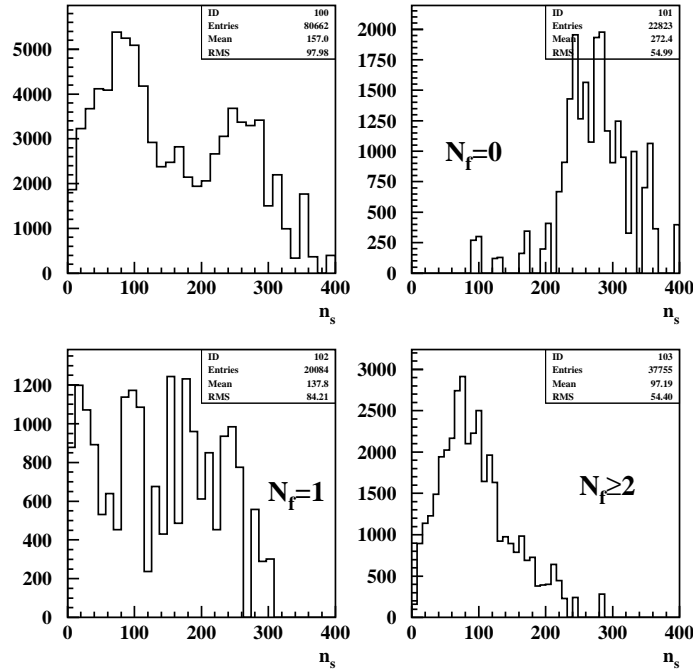 ID 100
Entries 80662
Mean 157.0
RMS 97.98
5000
4000
3000
2000
1000
0
0 100 200 300 400
n_s
ID 101
Entries 22823
Mean 272.4
RMS 54.99
2000
1750
1500
1250
1000
750
500
250
0
N_f=0
0 100 200 300 400
n_s
ID 102
Entries 20084
Mean 137.8
RMS 84.21
1200
1000
800
600
400
200
0
N_f=1
0 100 200 300 400
n_s
ID 103
Entries 37755
Mean 97.19
RMS 54.40
3000
2500
2000
1500
1000
500
0
N_f≥2
0 100 200 300 400
n_s